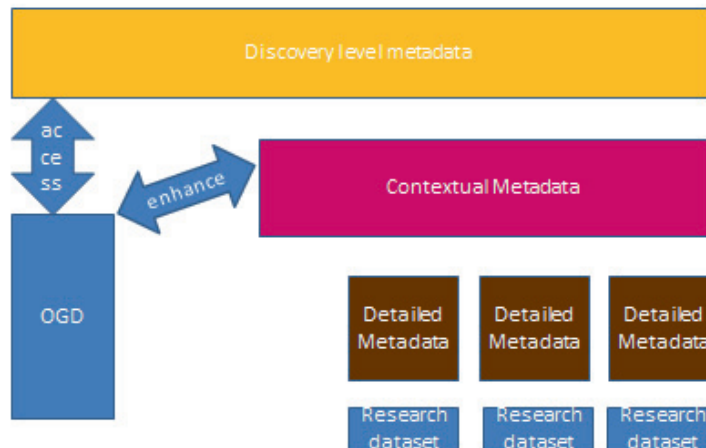 Discovery level metadata
ac
ce
ss
enhance
Contextual Metadata
OGD
Detailed
Metadata
Detailed
Metadata
Detailed
Metadata
Research
dataset
Research
dataset
Research
dataset